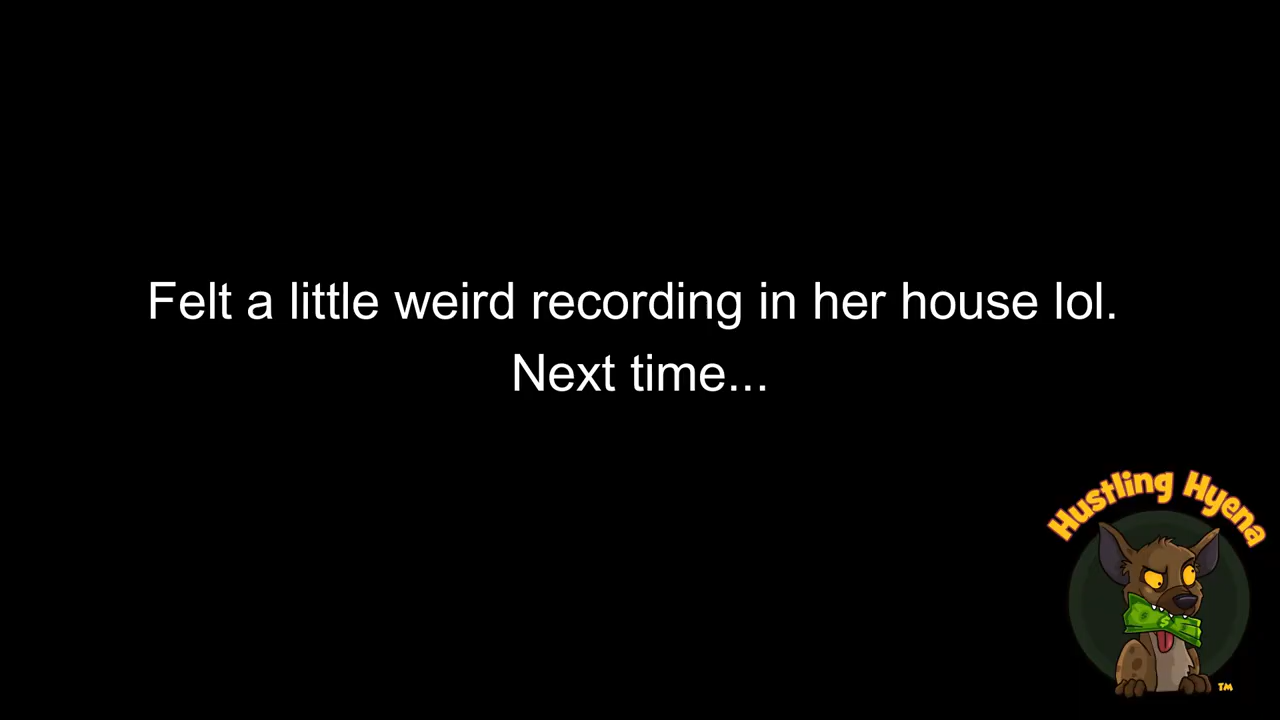 Felt a little weird recording in her house lol.
Next time...
Hustling Hyena
TM